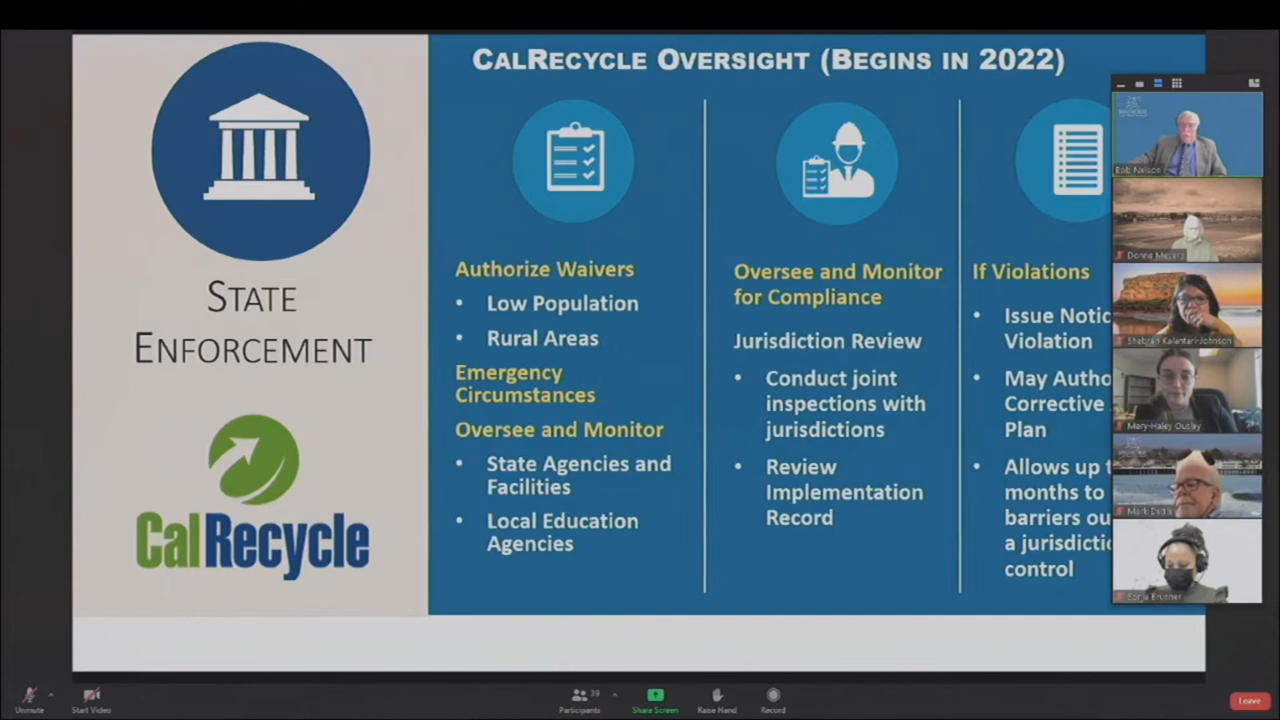 CALRECYCLE OVERSIGHT (BEGINS IN 2022)
STATE
ENFORCEMENT
CalRecycle
Authorize Waivers
• Low Population
• Rural Areas
Emergency
Circumstances
Oversee and Monitor
• State Agencies and
Facilities
• Local Education
Agencies
Oversee and Monitor
for Compliance
Jurisdiction Review
• Conduct joint
inspections with
jurisdictions
• Review
Implementation
Record
If Violations
• Issue Notic
Violation
• May Autho
Corrective
Plan
• Allows up t
months to
barriers ou
a jurisdictio
control
Rob Nelson
Donna Meyers
Shebreh Kalantari-Johnson
Mary-Haley Ousley
Sonja Brunner
Unmute
Start Video
39
Participants
Share Screen
Raise Hand
Record
Leave